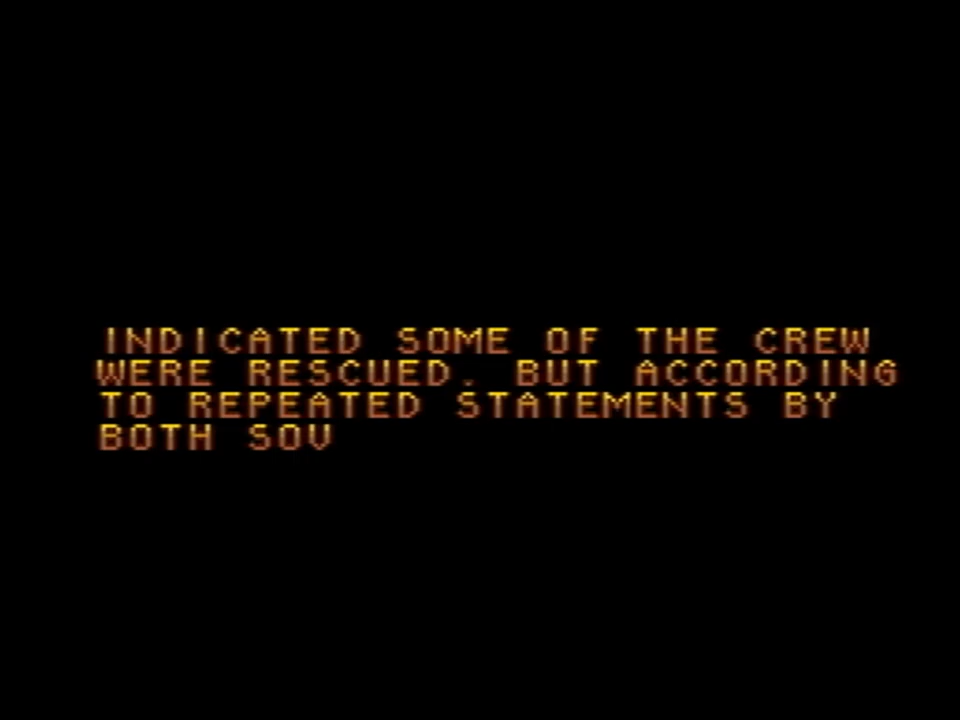 INDICATED SOME OF THE CREW
WERE RESCUED. BUT ACCORDING
TO REPEATED STATEMENTS BY
BOTH SOV